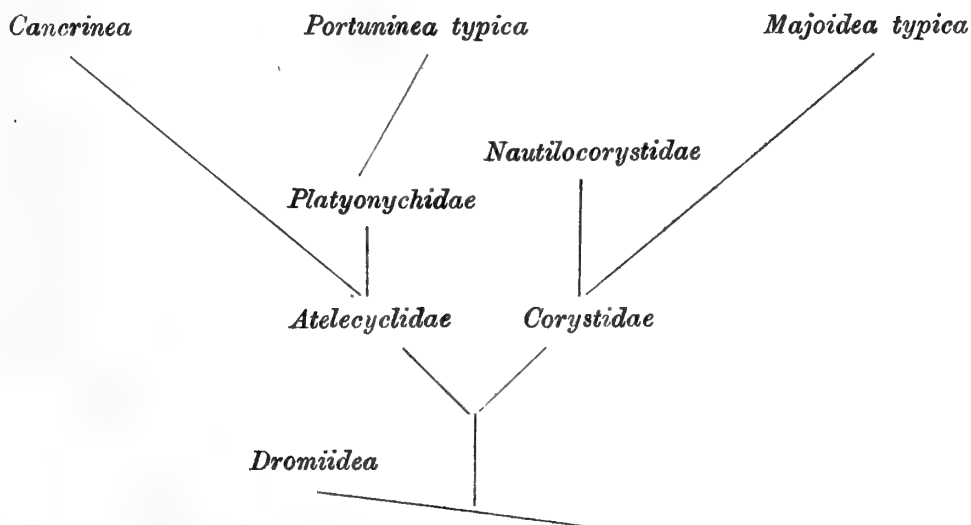 Cancrinea Portuninea typica Majoidea typica
Nautilocorystidae
Platyonychidae
Atelecyclidae Corystidae
Dromiidea